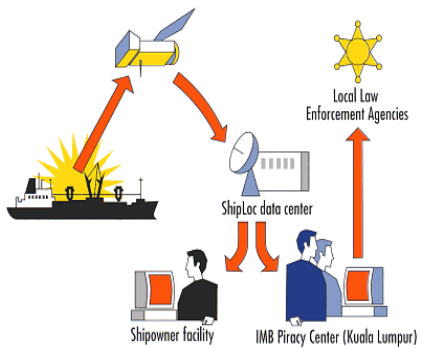 Local Law
Enforcement Agencies
ShipLoc data center
Shipowner facility
IMB Piracy Center (Kuala Lumpur)